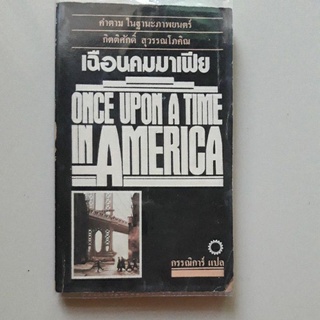 คำตาม ในฐานะภาพยนตร์
กิตติศักดิ์ สุวรรณโภคิน
เฉือนคมมาเฟีย
ONCE UPON A TIME
IN AMERICA
กรรณิการ์ แปล